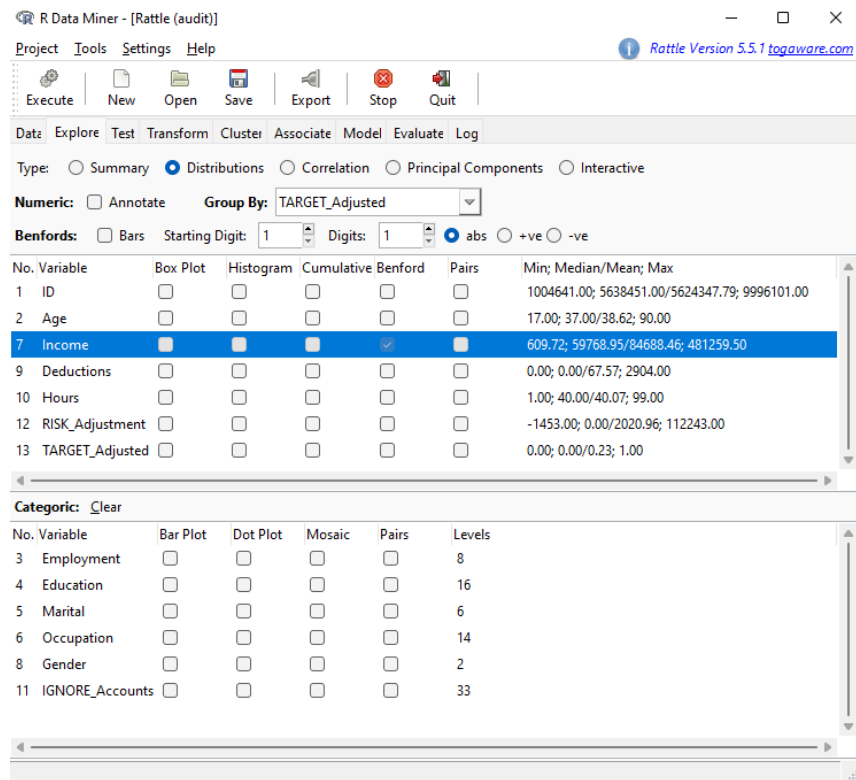 R Data Miner - [Rattle (audit)]
Project Tools Settings Help Rattle Version 5.5.1 togaware.com
Execute New Open Save Export Stop Quit
Data Explore Test Transform Cluster Associate Model Evaluate Log
Type: Summary Distributions Correlation Principal Components Interactive
Numeric: Annotate Group By: TARGET_Adjusted
Benfords: Bars Starting Digit: 1 Digits: 1 abs +ve -ve
No. Variable Box Plot Histogram Cumulative Benford Pairs Min; Median/Mean; Max
1 ID 1004641.00; 5638451.00/5624347.79; 9996101.00
2 Age 17.00; 37.00/38.62; 90.00
7 Income 609.72; 59768.95/84688.46; 481259.50
9 Deductions 0.00; 0.00/67.57; 2904.00
10 Hours 1.00; 40.00/40.07; 99.00
12 RISK_Adjustment -1453.00; 0.00/2020.96; 112243.00
13 TARGET_Adjusted 0.00; 0.00/0.23; 1.00
Categoric: Clear
No. Variable Bar Plot Dot Plot Mosaic Pairs Levels
3 Employment 8
4 Education 16
5 Marital 6
6 Occupation 14
8 Gender 2
11 IGNORE_Accounts 33